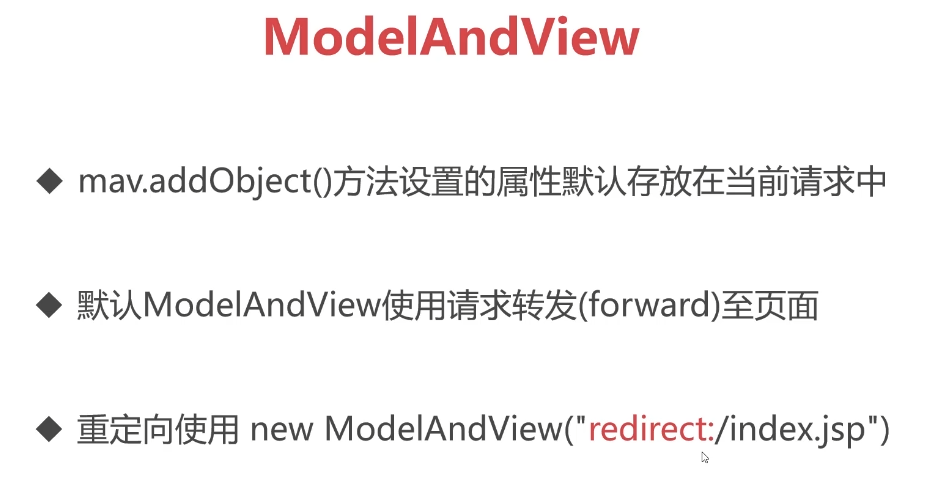 ModelAndView
◆ mav.addObject()方法设置的属性默认存放在当前请求中
◆ 默认ModelAndView使用请求转发(forward)至页面
◆ 重定向使用 new ModelAndView("redirect:/index.jsp")